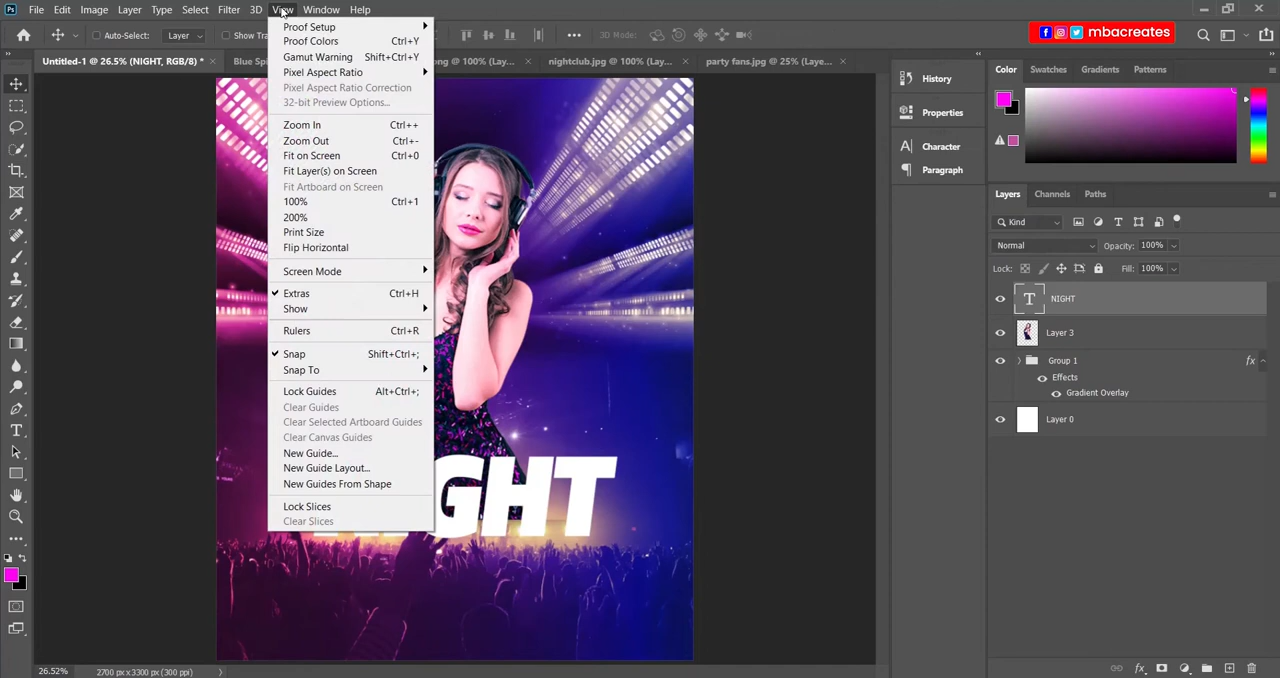 Ps File Edit Image Layer Type Select Filter 3D View Window Help
Auto-Select: Layer Show Tra 3D Mode: mbacreates
Untitled-1 @ 26.5% (NIGHT, RGB/8) * × Blue Spi ng @ 100% (Lay... × nightclub.jpg @ 100% (Lay... × party fans.jpg @ 25% (Laye... ×
Proof Setup
Proof Colors Ctrl+Y
Gamut Warning Shift+Ctrl+Y
Pixel Aspect Ratio
Pixel Aspect Ratio Correction
32-bit Preview Options...
Zoom In Ctrl++
Zoom Out Ctrl+-
Fit on Screen Ctrl+0
Fit Layer(s) on Screen
Fit Artboard on Screen
100% Ctrl+1
200%
Print Size
Flip Horizontal
Screen Mode
Extras Ctrl+H
Show
Rulers Ctrl+R
Snap Shift+Ctrl+;
Snap To
Lock Guides Alt+Ctrl+;
Clear Guides
Clear Selected Artboard Guides
Clear Canvas Guides
New Guide...
New Guide Layout...
New Guides From Shape
Lock Slices
Clear Slices
NIGHT
History
Properties
Character
Paragraph
Color Swatches Gradients Patterns
Layers Channels Paths
Kind
Normal Opacity: 100%
Lock: Fill: 100%
NIGHT
Layer 3
Group 1 fx
Effects
Gradient Overlay
Layer 0
26.52% 2700 px x 3300 px (300 ppi)